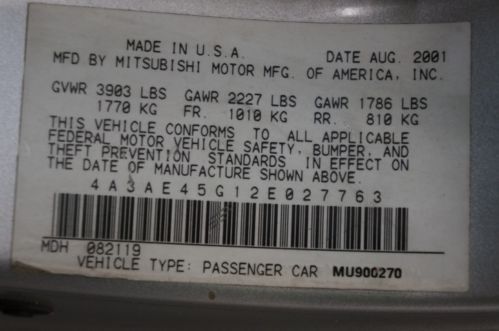 MADE IN U.S.A. DATE AUG. 2001
MFD BY MITSUBISHI MOTOR MFG. OF AMERICA, INC.
GVWR 3903 LBS GAWR 2227 LBS GAWR 1786 LBS
1770 KG FR. 1010 KG RR. 810 KG
THIS VEHICLE CONFORMS TO ALL APPLICABLE
FEDERAL MOTOR VEHICLE SAFETY, BUMPER, AND
THEFT PREVENTION STANDARDS IN EFFECT ON
THE DATE OF MANUFACTURE SHOWN ABOVE.
4A3AE45G12E027763
MDH 082119
VEHICLE TYPE: PASSENGER CAR MU900270